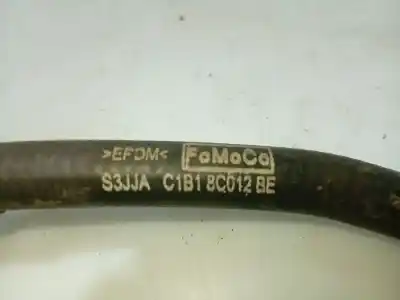 >EPDM< FoMoCo
S3JJA C1B1 8C012 BE